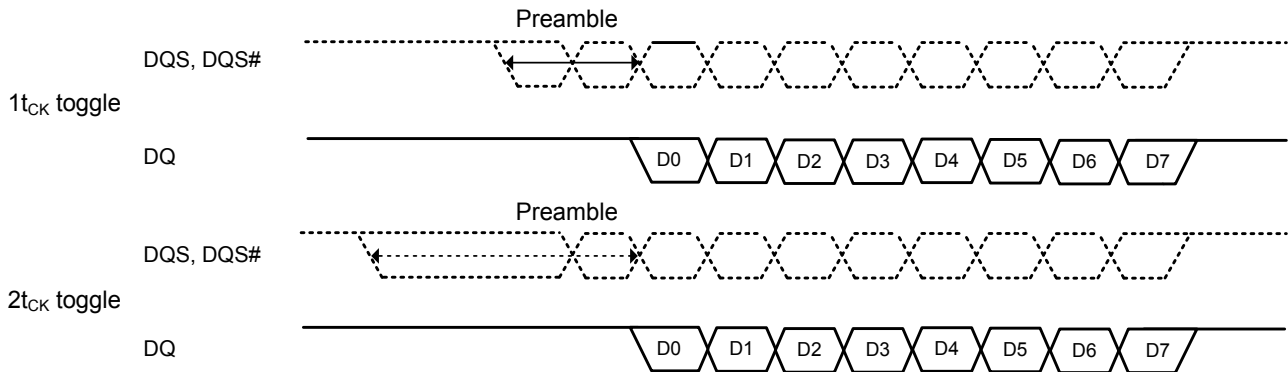 Preamble
DQS, DQS#
1tCK toggle
DQ
D0 D1 D2 D3 D4 D5 D6 D7
Preamble
DQS, DQS#
2tCK toggle
DQ
D0 D1 D2 D3 D4 D5 D6 D7